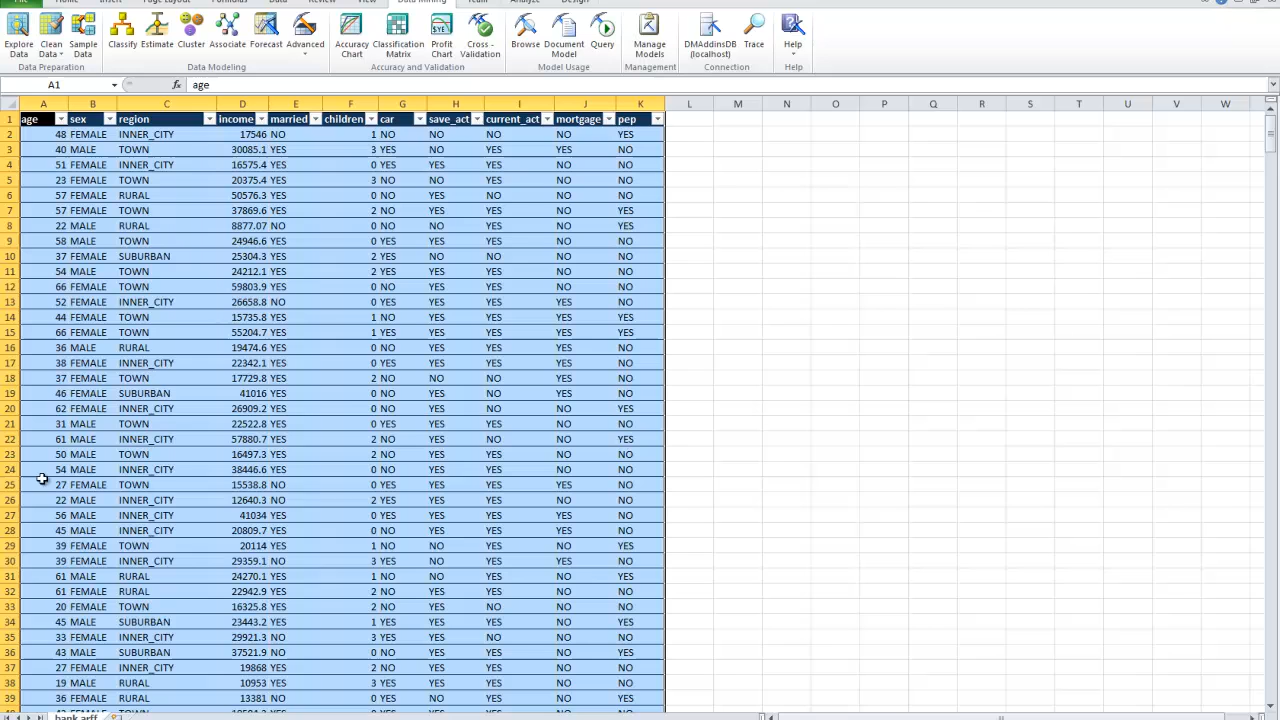 File Home Insert Page Layout Formulas Data Review View Data Mining Team Analyze Design
Explore Data Clean Data Sample Data Classify Estimate Cluster Associate Forecast Advanced Accuracy Chart Classification Matrix Profit Chart Cross - Validation Browse Document Model Query Manage Models DMAddinsDB (localhost) Trace Help
Data Preparation Data Modeling Accuracy and Validation Model Usage Management Connection Help
A1 fx age
A B C D E F G H I J K L M N O P Q R S T U V W
1 age sex region income married children car save_act current_act mortgage pep
2 48 FEMALE INNER_CITY 17546 NO 1 NO NO NO NO YES
3 40 MALE TOWN 30085.1 YES 3 YES NO YES YES NO
4 51 FEMALE INNER_CITY 16575.4 YES 0 YES YES YES NO NO
5 23 FEMALE TOWN 20375.4 YES 3 NO NO YES NO NO
6 57 FEMALE RURAL 50576.3 YES 0 NO YES NO NO NO
7 57 FEMALE TOWN 37869.6 YES 2 NO YES YES NO YES
8 22 MALE RURAL 8877.07 NO 0 NO NO YES NO YES
9 58 MALE TOWN 24946.6 YES 0 YES YES YES NO NO
10 37 FEMALE SUBURBAN 25304.3 YES 2 YES NO NO NO NO
11 54 MALE TOWN 24212.1 YES 2 YES YES YES NO NO
12 66 FEMALE TOWN 59803.9 YES 0 NO YES YES NO NO
13 52 FEMALE INNER_CITY 26658.8 NO 0 YES YES YES YES NO
14 44 FEMALE TOWN 15735.8 YES 1 NO YES YES YES YES
15 66 FEMALE TOWN 55204.7 YES 1 YES YES YES YES YES
16 36 MALE RURAL 19474.6 YES 0 NO YES YES YES NO
17 38 FEMALE INNER_CITY 22342.1 YES 0 YES YES YES YES NO
18 37 FEMALE TOWN 17729.8 YES 2 NO NO NO YES NO
19 46 FEMALE SUBURBAN 41016 YES 0 NO YES NO YES NO
20 62 FEMALE INNER_CITY 26909.2 YES 0 NO YES NO NO YES
21 31 MALE TOWN 22522.8 YES 0 YES YES YES NO NO
22 61 MALE INNER_CITY 57880.7 YES 2 NO YES NO NO YES
23 50 MALE TOWN 16497.3 YES 2 NO YES YES NO NO
24 54 MALE INNER_CITY 38446.6 YES 0 NO YES YES NO NO
25 27 FEMALE TOWN 15538.8 NO 0 YES YES YES YES NO
26 22 MALE INNER_CITY 12640.3 NO 2 YES YES YES NO NO
27 56 MALE INNER_CITY 41034 YES 0 YES YES YES YES NO
28 45 MALE INNER_CITY 20809.7 YES 0 NO YES YES YES NO
29 39 FEMALE TOWN 20114 YES 1 NO NO YES NO YES
30 39 FEMALE INNER_CITY 29359.1 NO 3 YES NO YES YES NO
31 61 MALE RURAL 24270.1 YES 1 NO NO YES NO YES
32 61 FEMALE RURAL 22942.9 YES 2 NO YES YES NO NO
33 20 FEMALE TOWN 16325.8 YES 2 NO YES NO NO NO
34 45 MALE SUBURBAN 23443.2 YES 1 YES YES YES NO YES
35 33 FEMALE INNER_CITY 29921.3 NO 3 YES YES NO NO NO
36 43 MALE SUBURBAN 37521.9 NO 0 NO YES YES NO YES
37 27 FEMALE INNER_CITY 19868 YES 2 NO YES YES NO NO
38 19 MALE RURAL 10953 YES 3 YES YES YES NO NO
39 36 FEMALE RURAL 13381 NO 0 YES NO YES NO YES
bank.arff